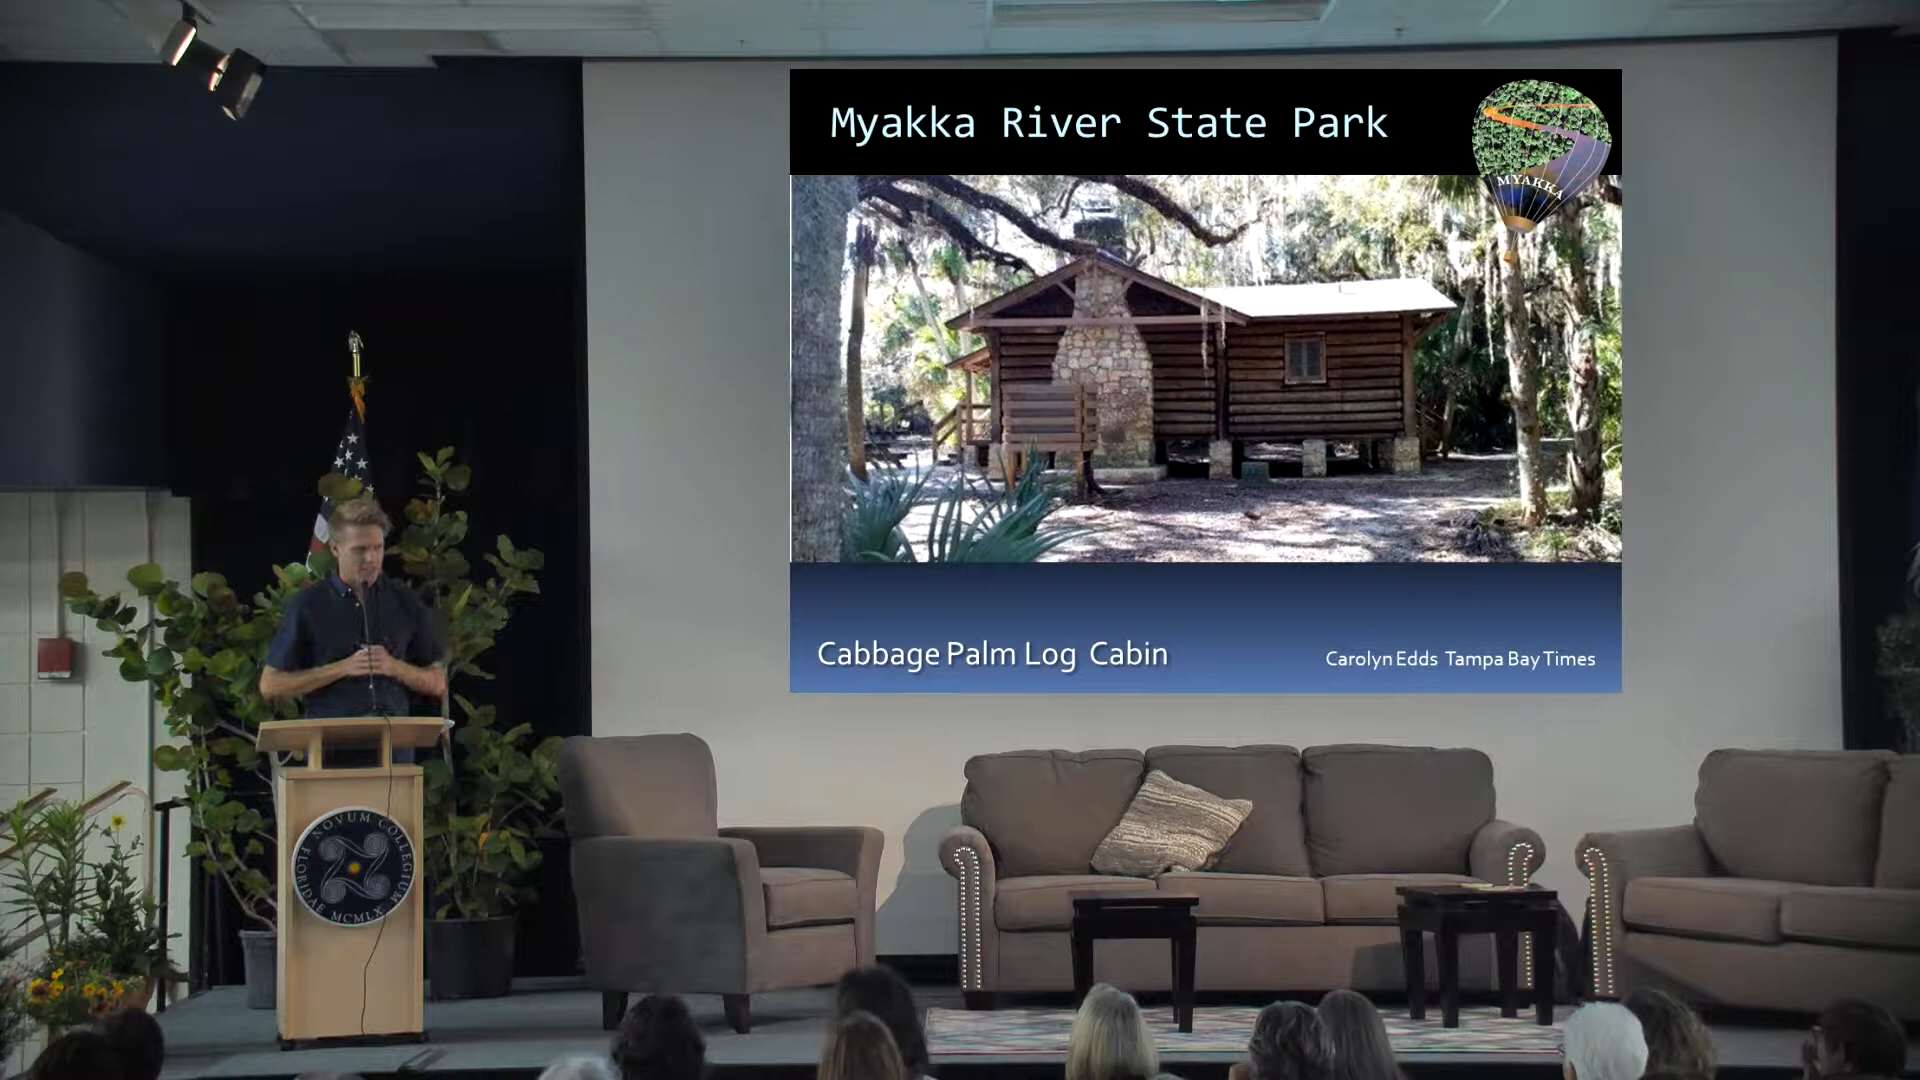 Myakka River State Park
MYAKKA
Cabbage Palm Log Cabin
Carolyn Edds Tampa Bay Times
NOVUM COLLEGIUM
FLORIDAE MCMLX